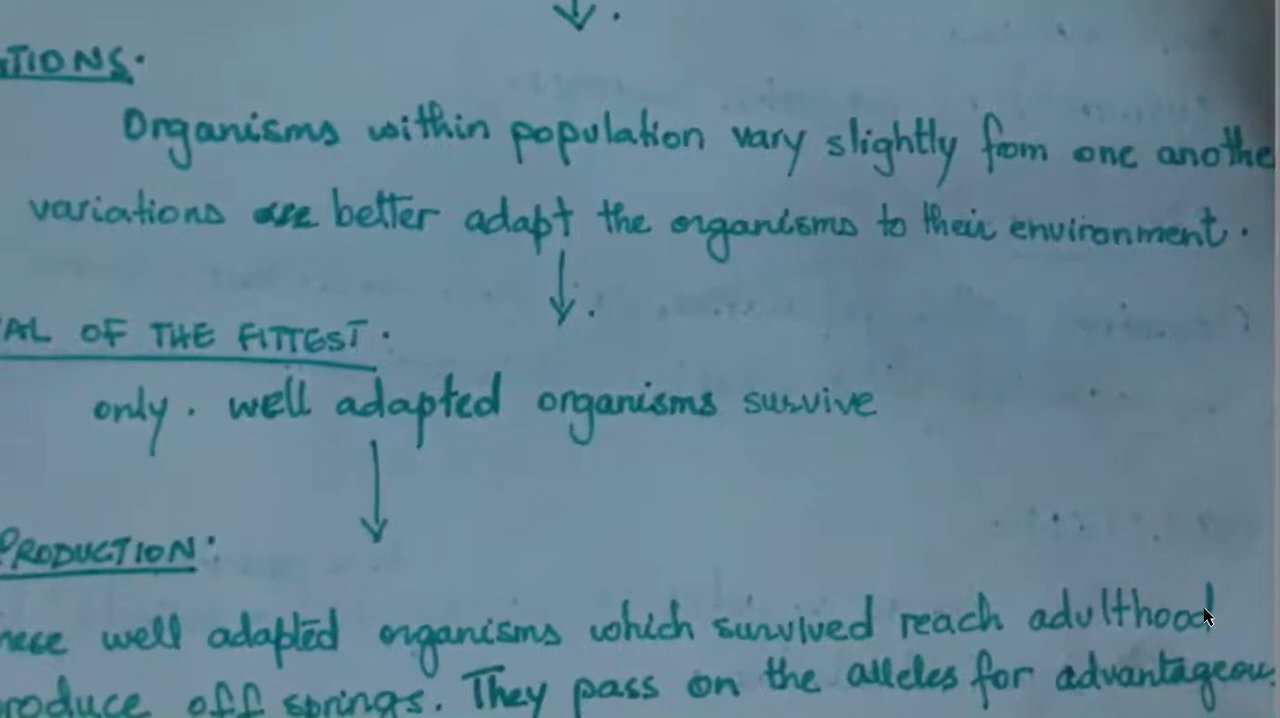 TIONS.
Organisms within population vary slightly from one anothe
variations are better adapt the organisms to their environment.
AL OF THE FITTEST.
only. well adapted organisms survive
PRODUCTION:
hese well adapted organisms which survived reach adulthood
roduce off springs. They pass on the alleles for advantageou